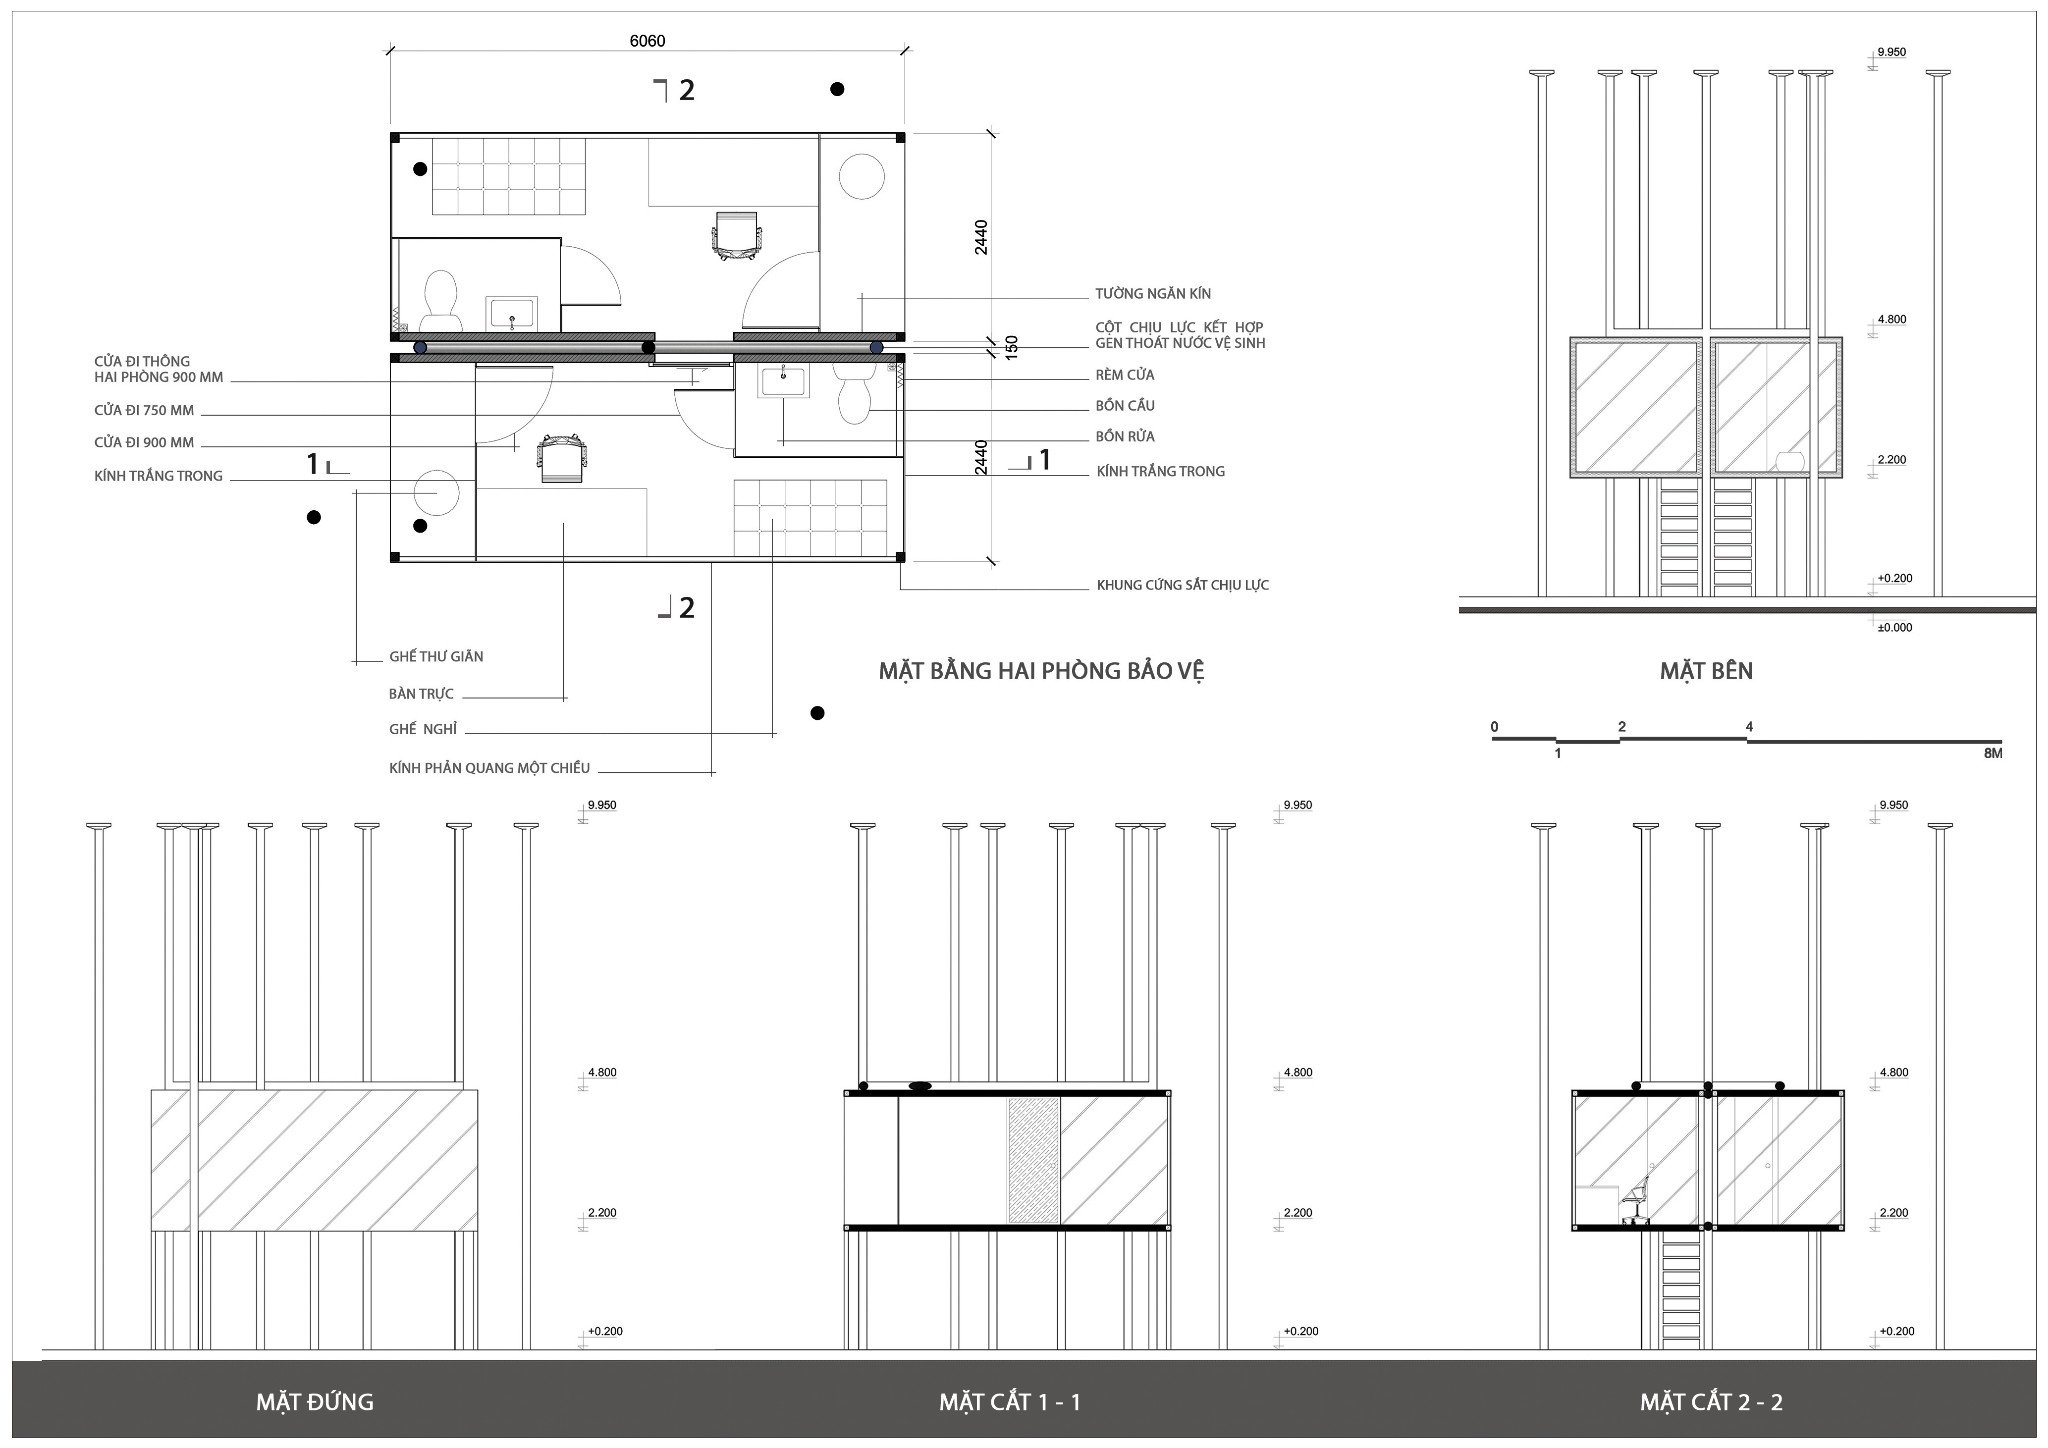 6060
2
2440
150
2440
TƯỜNG NGĂN KÍN
CỘT CHỊU LỰC KẾT HỢP
GEN THOÁT NƯỚC VỆ SINH
RÈM CỬA
BỒN CẦU
BỒN RỬA
1
KÍNH TRẮNG TRONG
KHUNG CỨNG SẮT CHỊU LỰC
CỬA ĐI THÔNG
HAI PHÒNG 900 MM
CỬA ĐI 750 MM
CỬA ĐI 900 MM
1
KÍNH TRẮNG TRONG
2
GHẾ THƯ GIÃN
BÀN TRỰC
GHẾ NGHỈ
KÍNH PHẢN QUANG MỘT CHIỀU
MẶT BẰNG HAI PHÒNG BẢO VỆ
9.950
4.800
2.200
+0.200
±0.000
MẶT BÊN
0
2
4
1
8M
9.950
4.800
2.200
+0.200
MẶT ĐỨNG
9.950
4.800
2.200
+0.200
MẶT CẮT 1 - 1
9.950
4.800
2.200
+0.200
MẶT CẮT 2 - 2